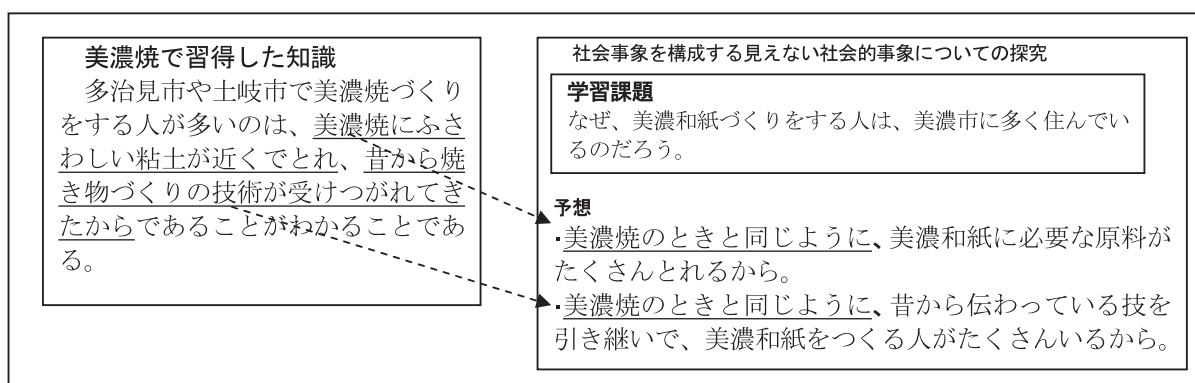 美濃焼で習得した知識
多治見市や土岐市で美濃焼づくり
をする人が多いのは、美濃焼にふさ
わしい粘土が近くでとれ、昔から焼
き物づくりの技術が受けつがれてき
たからであることがわかることであ
る。
社会事象を構成する見えない社会的事象についての探究
学習課題
なぜ、美濃和紙づくりをする人は、美濃市に多く住んでい
るのだろう。
予想
・美濃焼のときと同じように、美濃和紙に必要な原料が
たくさんとれるから。
・美濃焼のときと同じように、昔から伝わっている技を
引き継いで、美濃和紙をつくる人がたくさんいるから。